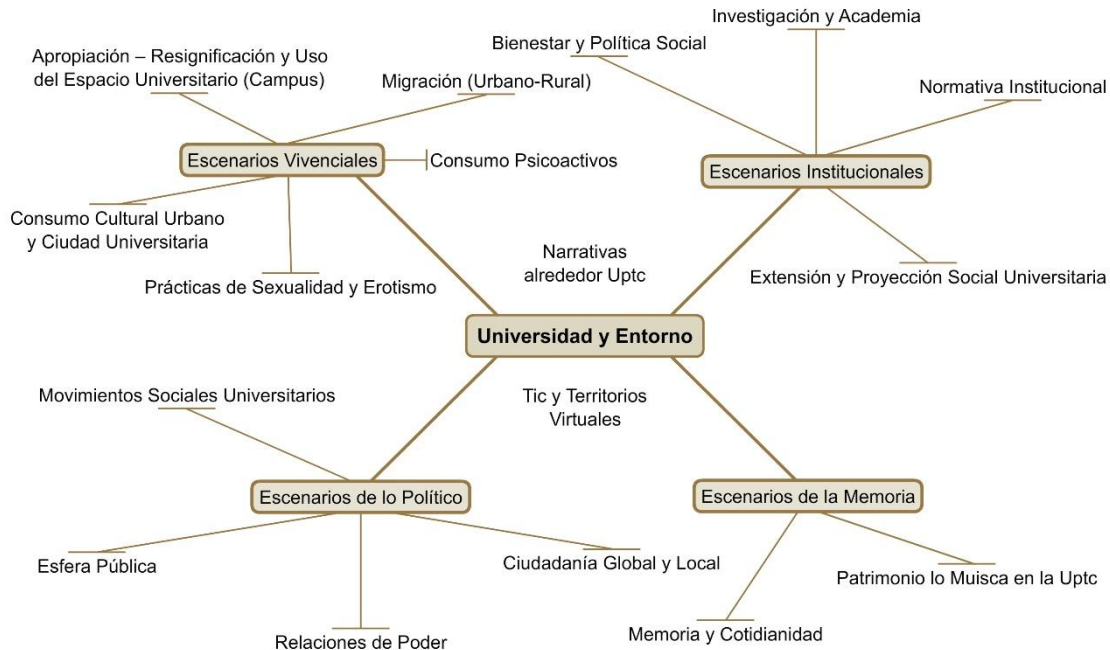 Apropiación – Resignificación y Uso
del Espacio Universitario (Campus)
Migración (Urbano-Rural)
Escenarios Vivenciales
Consumo Psicoactivos
Consumo Cultural Urbano
y Ciudad Universitaria
Prácticas de Sexualidad y Erotismo
Investigación y Academia
Bienestar y Política Social
Normativa Institucional
Escenarios Institucionales
Extensión y Proyección Social Universitaria
Narrativas
alrededor Uptc
Universidad y Entorno
Tic y Territorios
Virtuales
Movimientos Sociales Universitarios
Escenarios de lo Político
Esfera Pública
Ciudadanía Global y Local
Relaciones de Poder
Escenarios de la Memoria
Patrimonio lo Muisca en la Uptc
Memoria y Cotidianidad